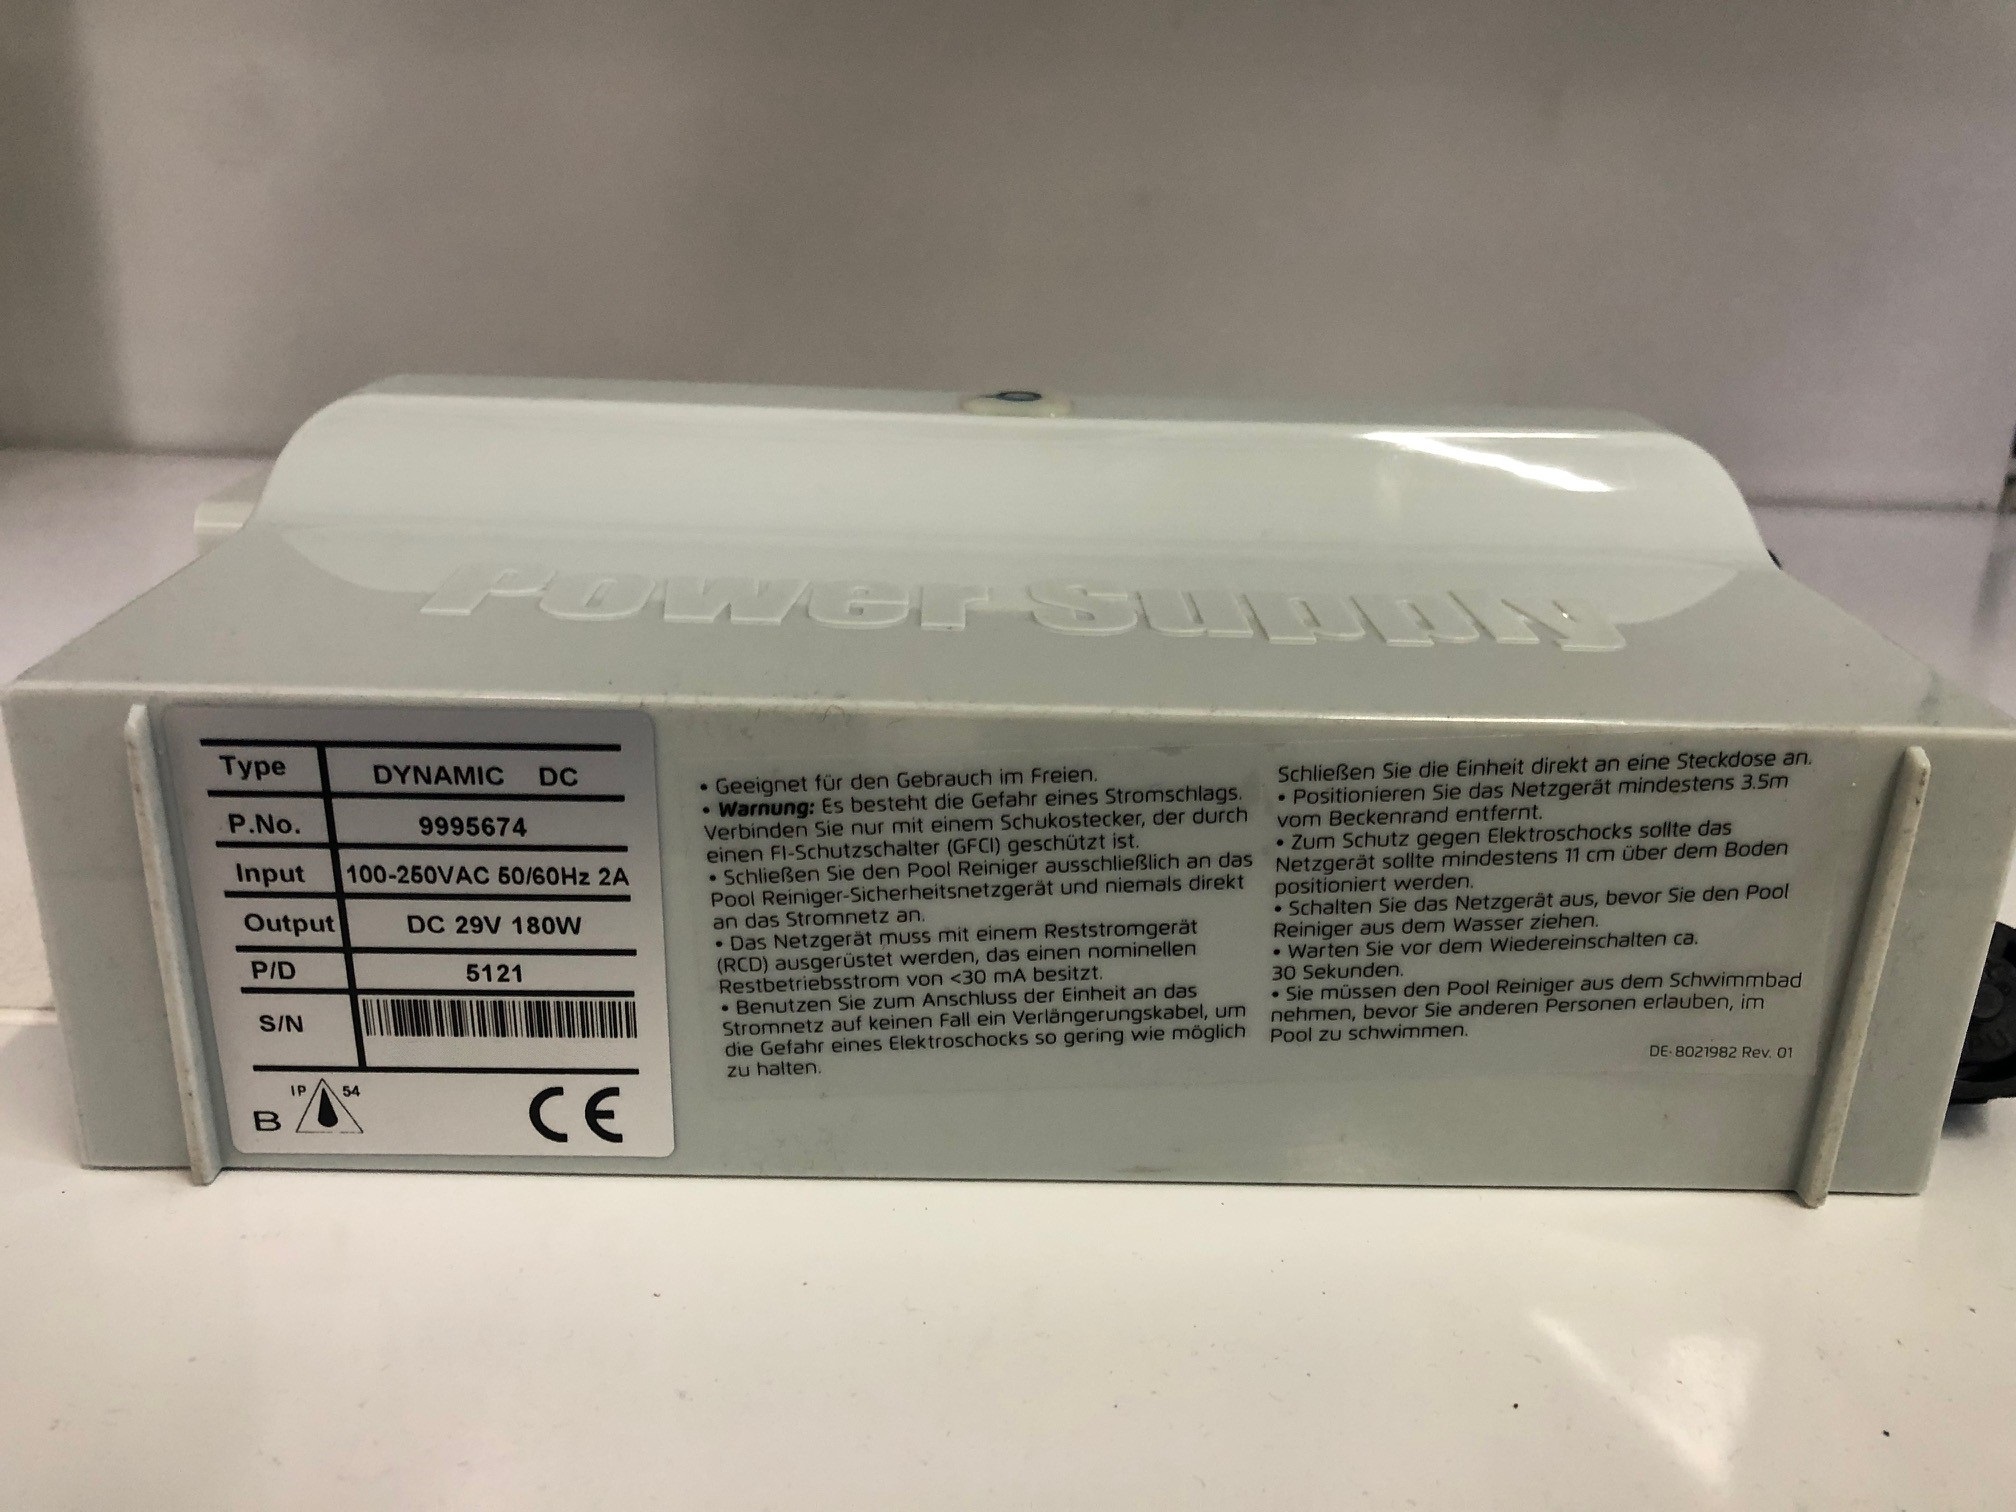 Power Supply
Type DYNAMIC DC
P.No. 9995674
Input 100-250VAC 50/60Hz 2A
Output DC 29V 180W
P/D 5121
S/N
B IP 54 CE
• Geeignet für den Gebrauch im Freien.
• Warnung: Es besteht die Gefahr eines Stromschlags.
Verbinden Sie nur mit einem Schukostecker, der durch
einen FI-Schutzschalter (GFCI) geschützt ist.
• Schließen Sie den Pool Reiniger ausschließlich an das
Pool Reiniger-Sicherheitsnetzgerät und niemals direkt
an das Stromnetz an.
• Das Netzgerät muss mit einem Reststromgerät
(RCD) ausgerüstet werden, das einen nominellen
Restbetriebsstrom von <30 mA besitzt.
• Benutzen Sie zum Anschluss der Einheit an das
Stromnetz auf keinen Fall ein Verlängerungskabel, um
die Gefahr eines Elektroschocks so gering wie möglich
zu halten.
Schließen Sie die Einheit direkt an eine Steckdose an.
• Positionieren Sie das Netzgerät mindestens 3.5m
vom Beckenrand entfernt.
• Zum Schutz gegen Elektroschocks sollte das
Netzgerät sollte mindestens 11 cm über dem Boden
positioniert werden.
• Schalten Sie das Netzgerät aus, bevor Sie den Pool
Reiniger aus dem Wasser ziehen.
• Warten Sie vor dem Wiedereinschalten ca.
30 Sekunden.
• Sie müssen den Pool Reiniger aus dem Schwimmbad
nehmen, bevor Sie anderen Personen erlauben, im
Pool zu schwimmen.
DE- 8021982 Rev. 01